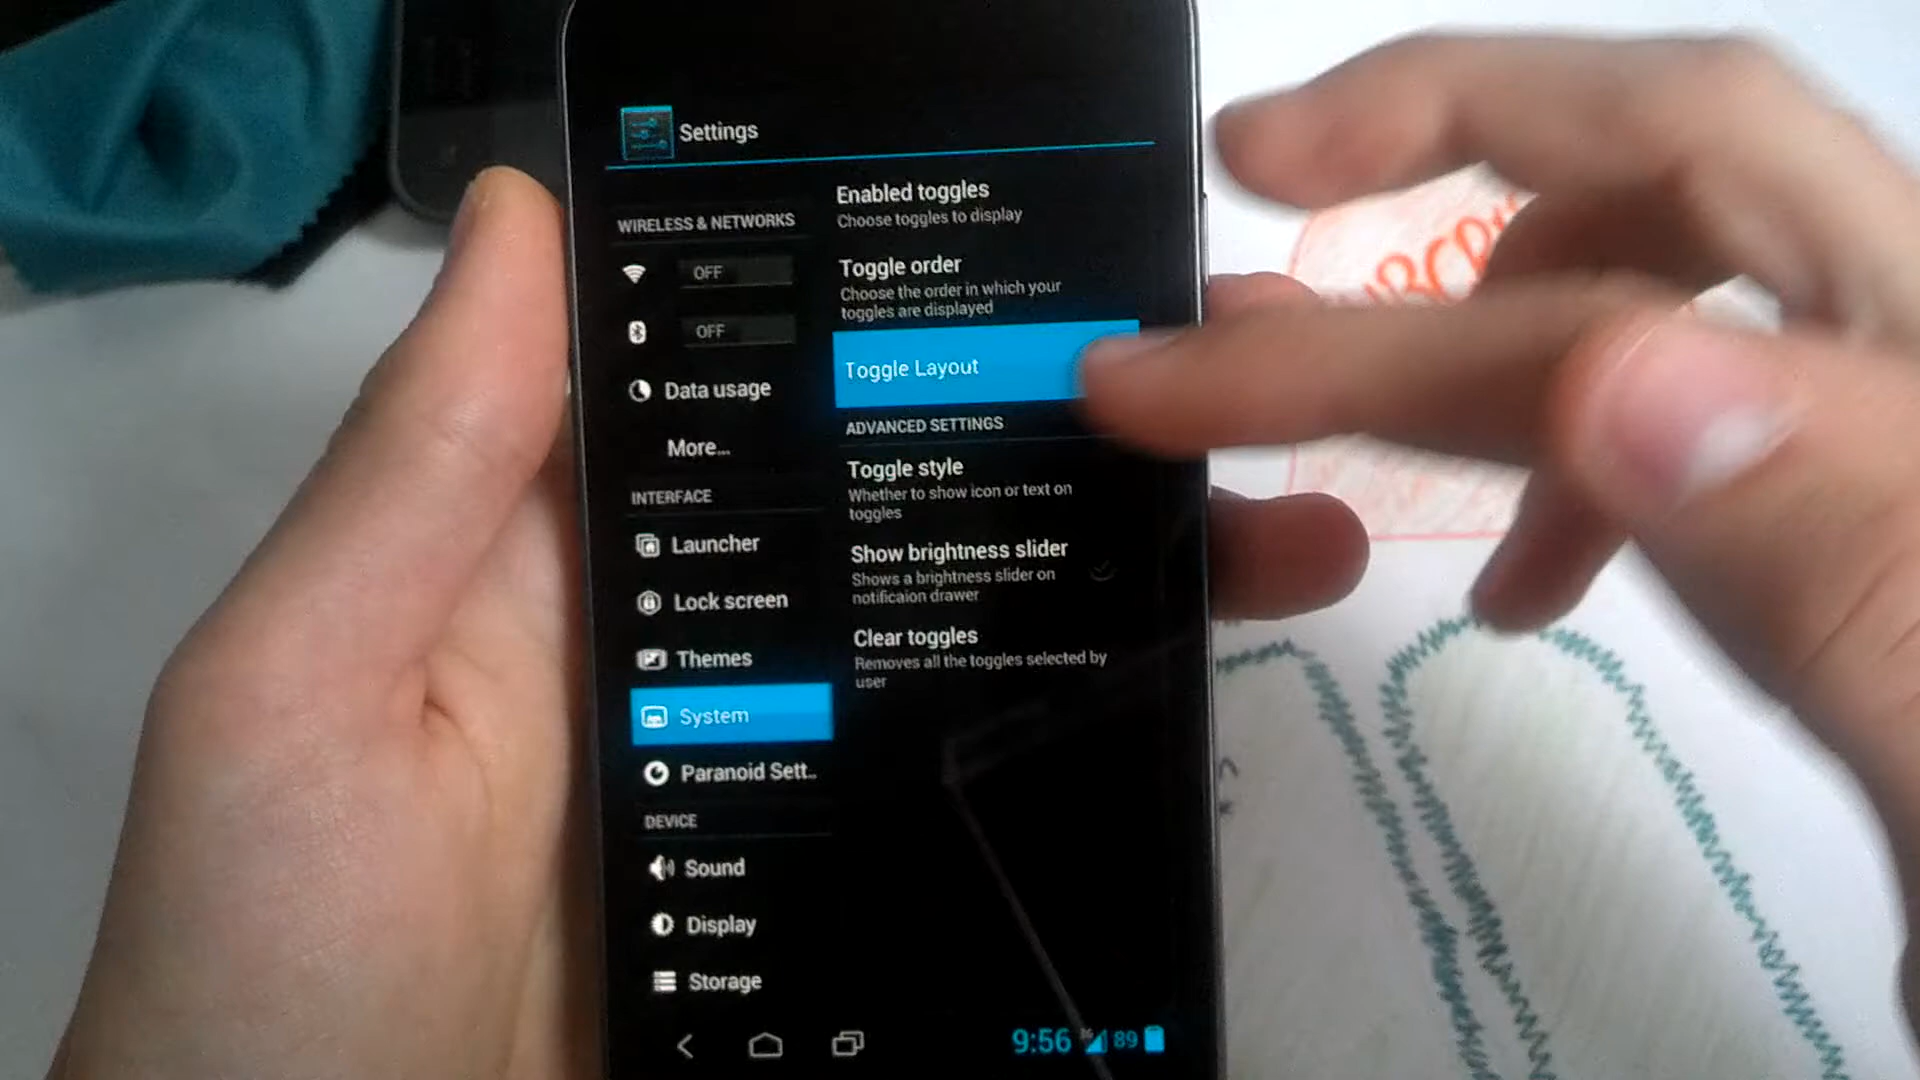 Settings
WIRELESS & NETWORKS
OFF
OFF
Data usage
More...
INTERFACE
Launcher
Lock screen
Themes
System
Paranoid Sett..
DEVICE
Sound
Display
Storage
Enabled toggles
Choose toggles to display
Toggle order
Choose the order in which your
toggles are displayed
Toggle Layout
ADVANCED SETTINGS
Toggle style
Whether to show icon or text on
toggles
Show brightness slider
Shows a brightness slider on
notificaion drawer
Clear toggles
Removes all the toggles selected by
user
9:56
89